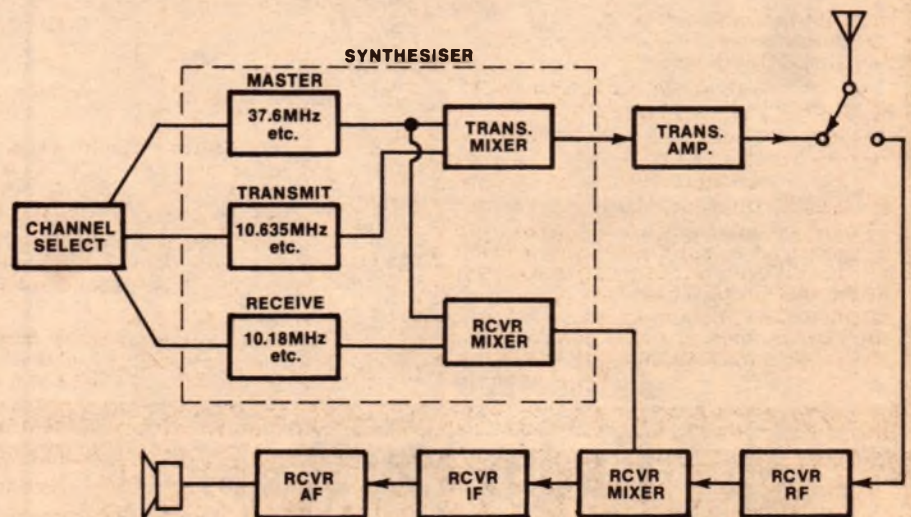 SYNTHESISER
MASTER
37.6MHz
etc.
TRANS.
MIXER
TRANS.
AMP.
TRANSMIT
10.635MHz
etc.
CHANNEL
SELECT
RECEIVE
10.18MHz
etc.
RCVR
MIXER
RCVR
AF
RCVR
IF
RCVR
MIXER
RCVR
RF